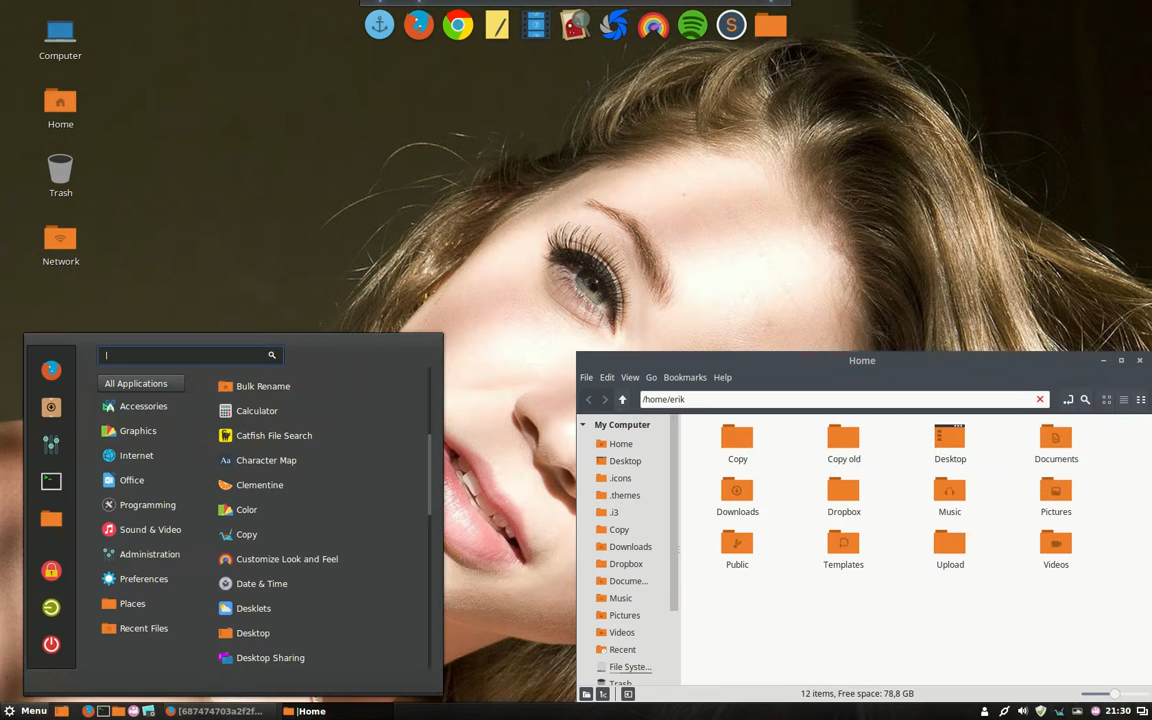 Computer
Home
Trash
Network
All Applications
Accessories
Graphics
Internet
Office
Programming
Sound & Video
Administration
Preferences
Places
Recent Files
Bulk Rename
Calculator
Catfish File Search
Character Map
Clementine
Color
Copy
Customize Look and Feel
Date & Time
Desklets
Desktop
Desktop Sharing
Home
File Edit View Go Bookmarks Help
/home/erik
My Computer
Home
Desktop
.icons
.themes
.i3
Copy
Downloads
Dropbox
Docume...
Music
Pictures
Videos
Recent
File Syste...
Trash
Copy Copy old Desktop Documents
Downloads Dropbox Music Pictures
Public Templates Upload Videos
12 items, Free space: 78,8 GB
Menu [687474703a2f2f... |Home 21:30